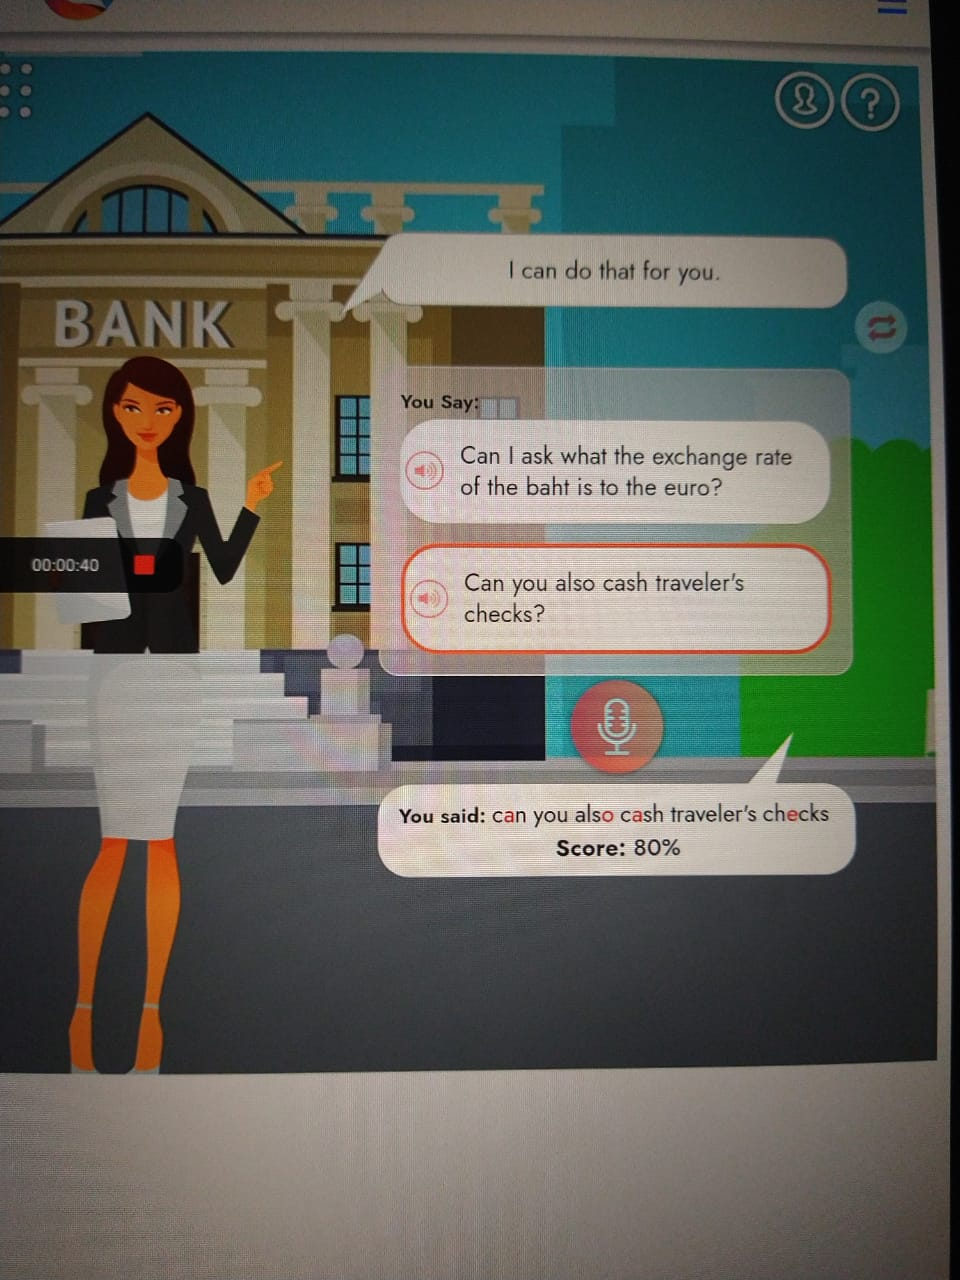 BANK
I can do that for you.
You Say:
Can I ask what the exchange rate
of the baht is to the euro?
Can you also cash traveler's
checks?
00:00:40
You said: can you also cash traveler's checks
Score: 80%